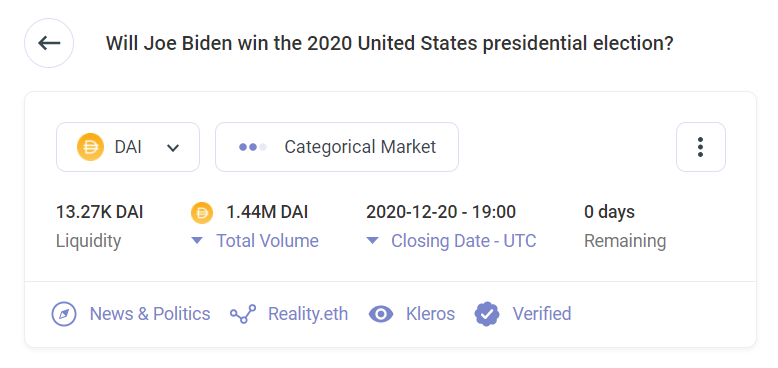 Will Joe Biden win the 2020 United States presidential election?
DAI Categorical Market
13.27K DAI 1.44M DAI 2020-12-20 - 19:00 0 days
Liquidity Total Volume Closing Date - UTC Remaining
News & Politics Reality.eth Kleros Verified